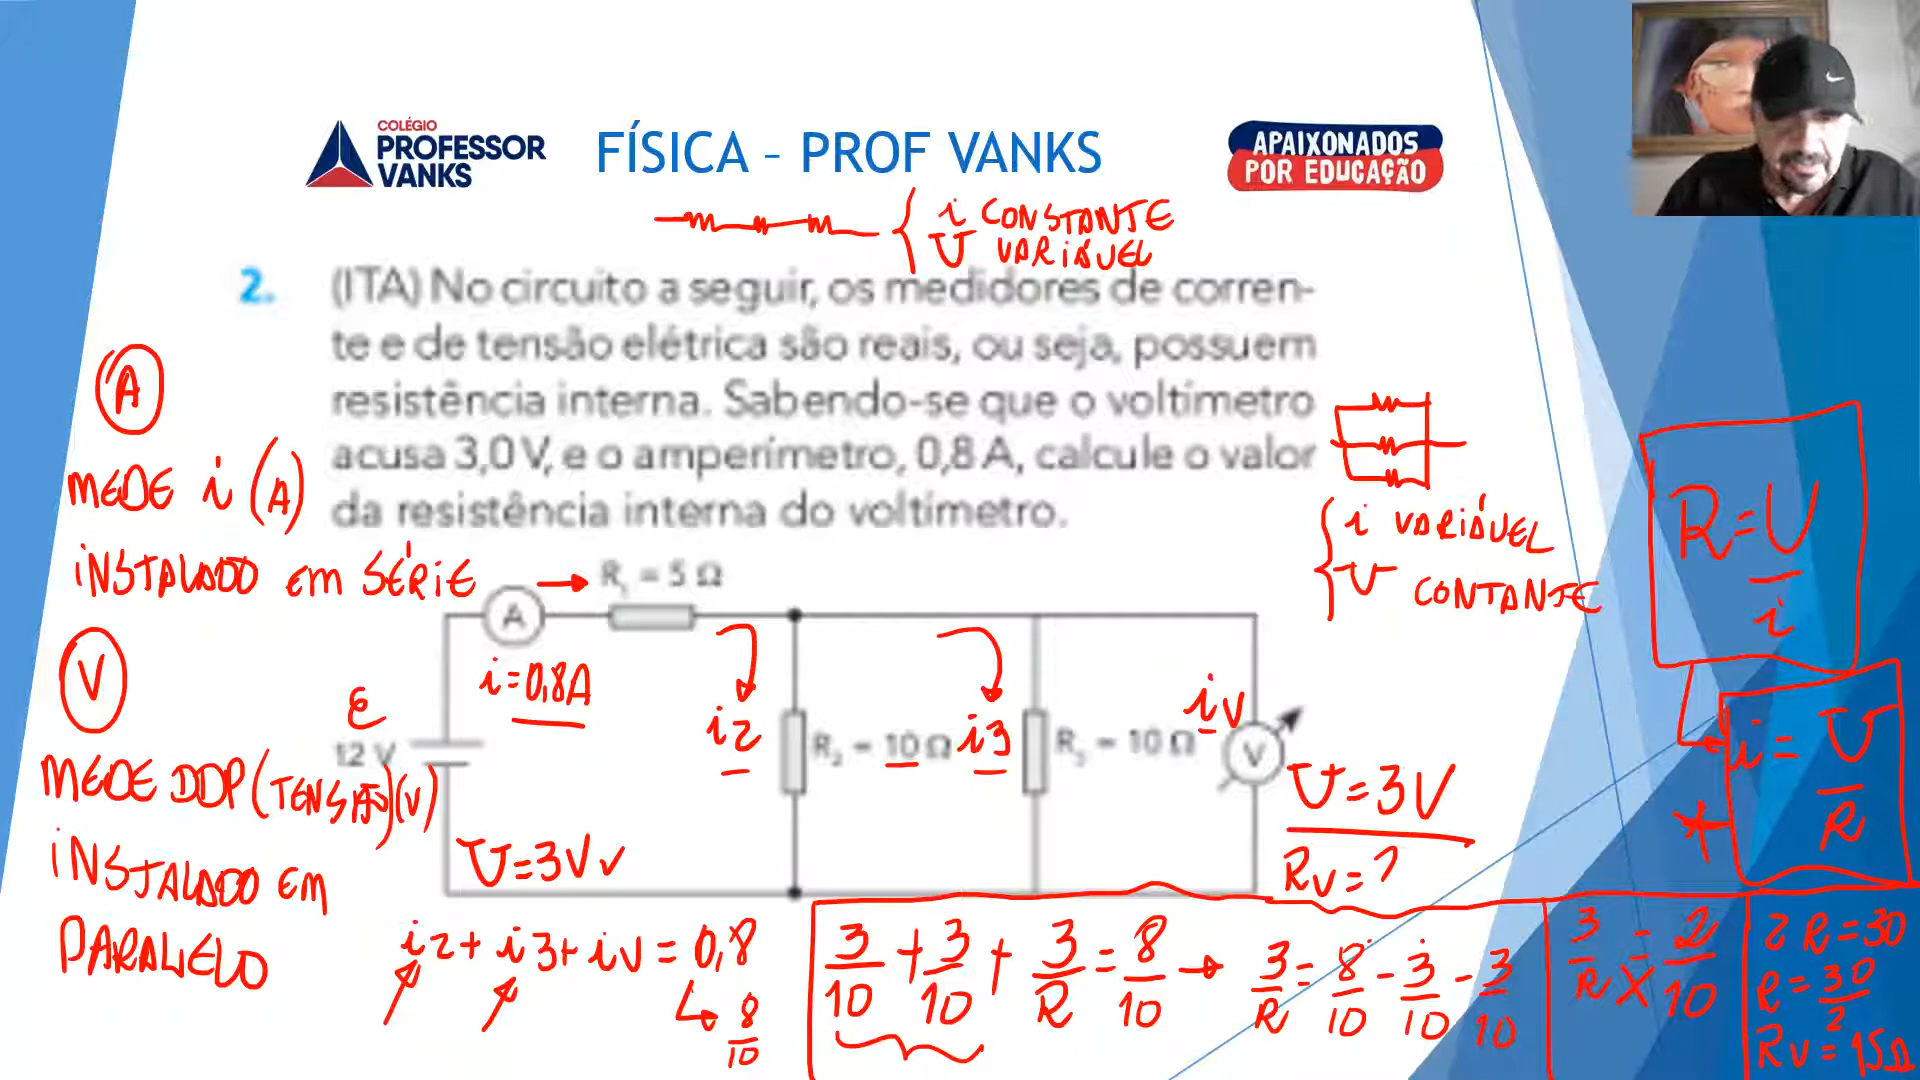 COLÉGIO
PROFESSOR
VANKS
FÍSICA – PROF VANKS
APAIXONADOS
POR EDUCAÇÃO
i CONSTANTE
U VARIÁVEL
2. (ITA) No circuito a seguir, os medidores de corren-
te e de tensão elétrica são reais, ou seja, possuem
resistência interna. Sabendo-se que o voltímetro
acusa 3,0 V, e o amperímetro, 0,8 A, calcule o valor
da resistência interna do voltímetro.
A
MEDE i (A)
INSTALADO EM SÉRIE
V
MEDE DDP (TENSÃO) (V)
INSTALADO EM
PARALELO
i VARIÁVEL
U CONTANTE
R = U/i
i = U/R
A
R₁ = 5 Ω
i = 0,8A
ε
12 V
i2
R₂ = 10 Ω
i3
R₃ = 10 Ω
iV
V
U = 3V
RV = ?
U = 3V ✓
i2 + i3 + iV = 0,8
↳ 8/10
3/10 + 3/10 + 3/R = 8/10 → 3/R = 8/10 - 3/10 - 3/10
3/R = 2/10
2R = 30
R = 30/2
RV = 15Ω